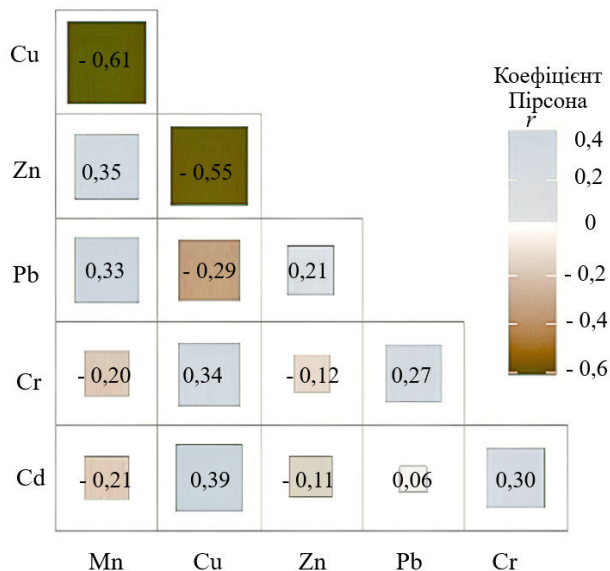 Cu - 0,61
Коефіцієнт
Пірсона
r
0,4
0,2
0
- 0,2
- 0,4
- 0,6
Zn 0,35 - 0,55
Pb 0,33 - 0,29 0,21
Cr - 0,20 0,34 - 0,12 0,27
Cd - 0,21 0,39 - 0,11 0,06 0,30
Mn Cu Zn Pb Cr